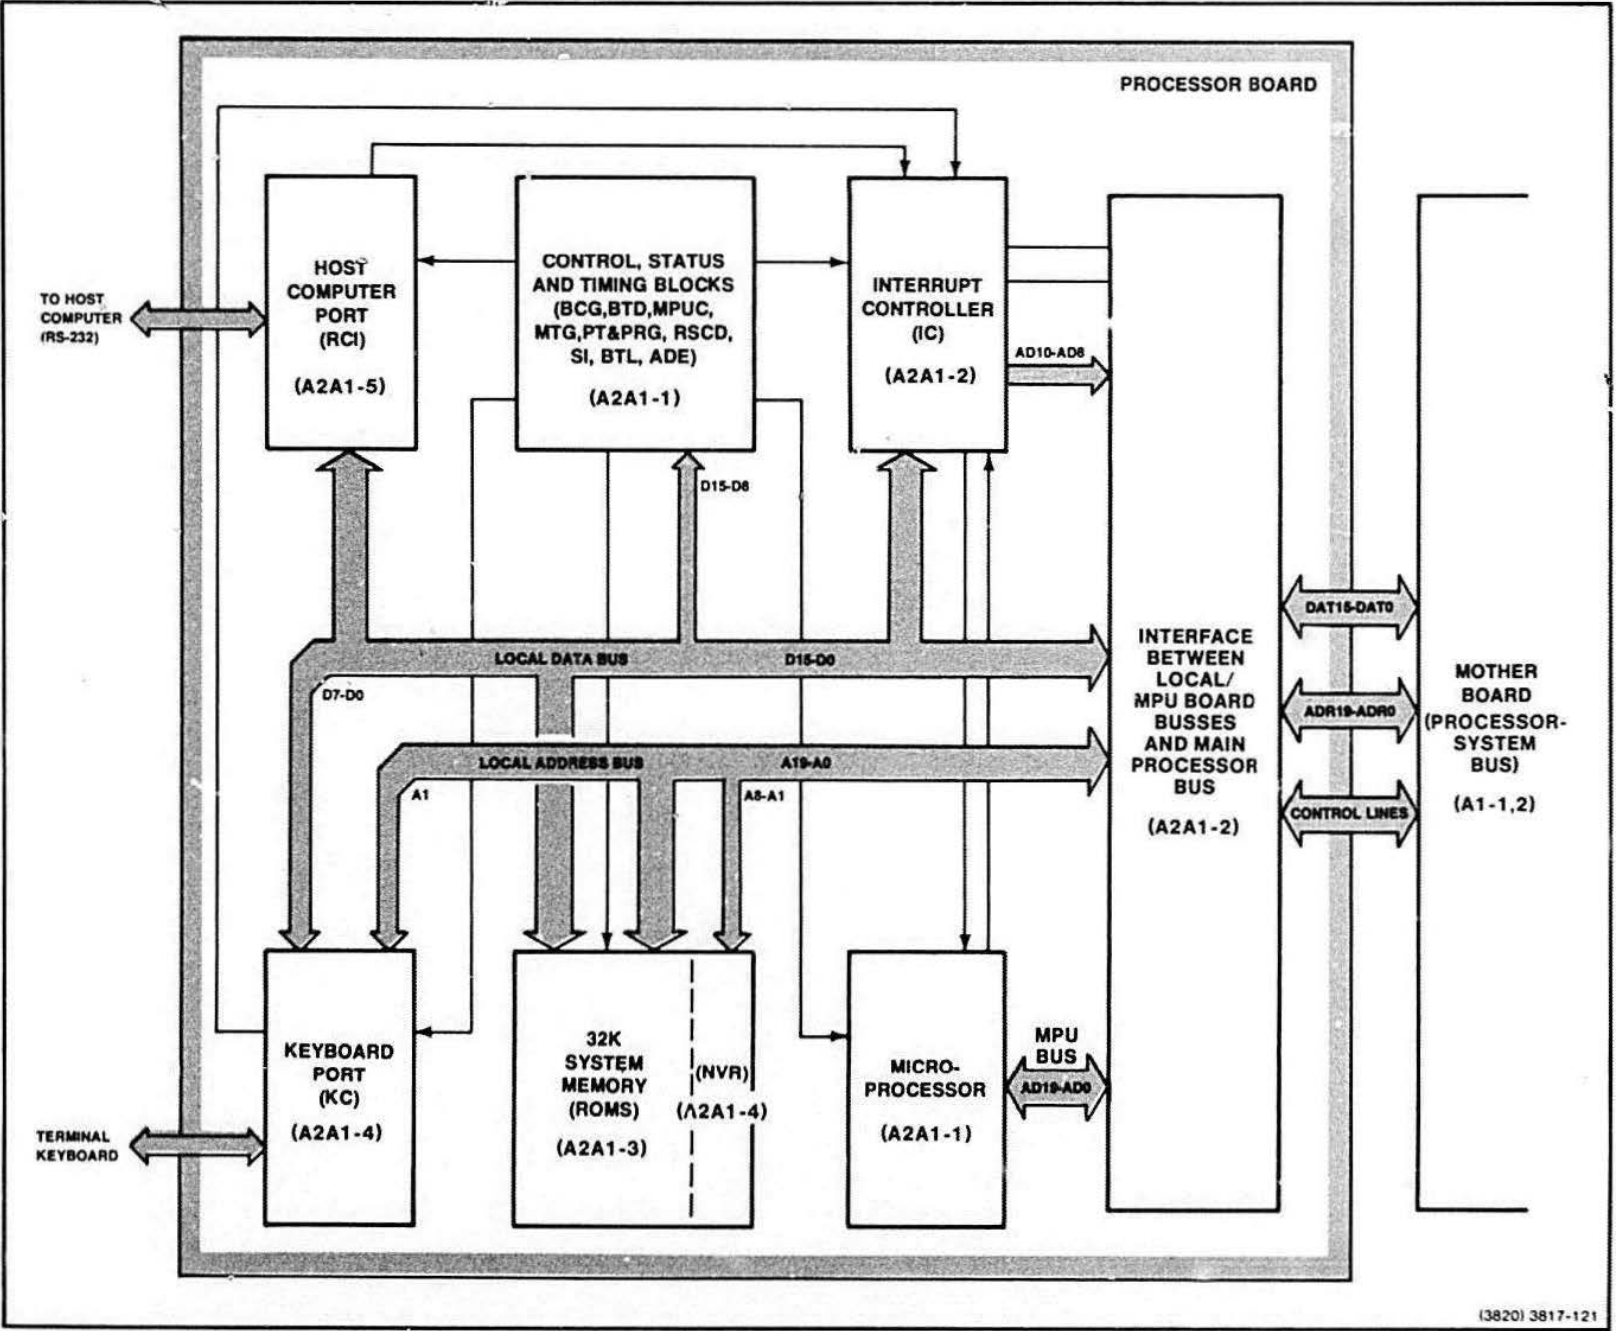 PROCESSOR BOARD
HOST
COMPUTER
PORT
(RCI)
(A2A1-5)
CONTROL, STATUS
AND TIMING BLOCKS
(BCG,BTD,MPUC,
MTG,PT&PRG, RSCD,
SI, BTL, ADE)
(A2A1-1)
INTERRUPT
CONTROLLER
(IC)
(A2A1-2)
TO HOST
COMPUTER
(RS-232)
AD10-AD8
D15-D8
LOCAL DATA BUS
D15-D0
D7-D0
LOCAL ADDRESS BUS
A19-A0
A1
A8-A1
INTERFACE
BETWEEN
LOCAL/
MPU BOARD
BUSSES
AND MAIN
PROCESSOR
BUS
(A2A1-2)
DAT15-DAT0
ADR19-ADR0
CONTROL LINES
MOTHER
BOARD
(PROCESSOR-
SYSTEM
BUS)
(A1-1,2)
KEYBOARD
PORT
(KC)
(A2A1-4)
32K
SYSTEM
MEMORY
(ROMS)
(A2A1-3)
(NVR)
(A2A1-4)
MICRO-
PROCESSOR
(A2A1-1)
MPU
BUS
AD19-AD0
TERMINAL
KEYBOARD
(3820) 3817-121